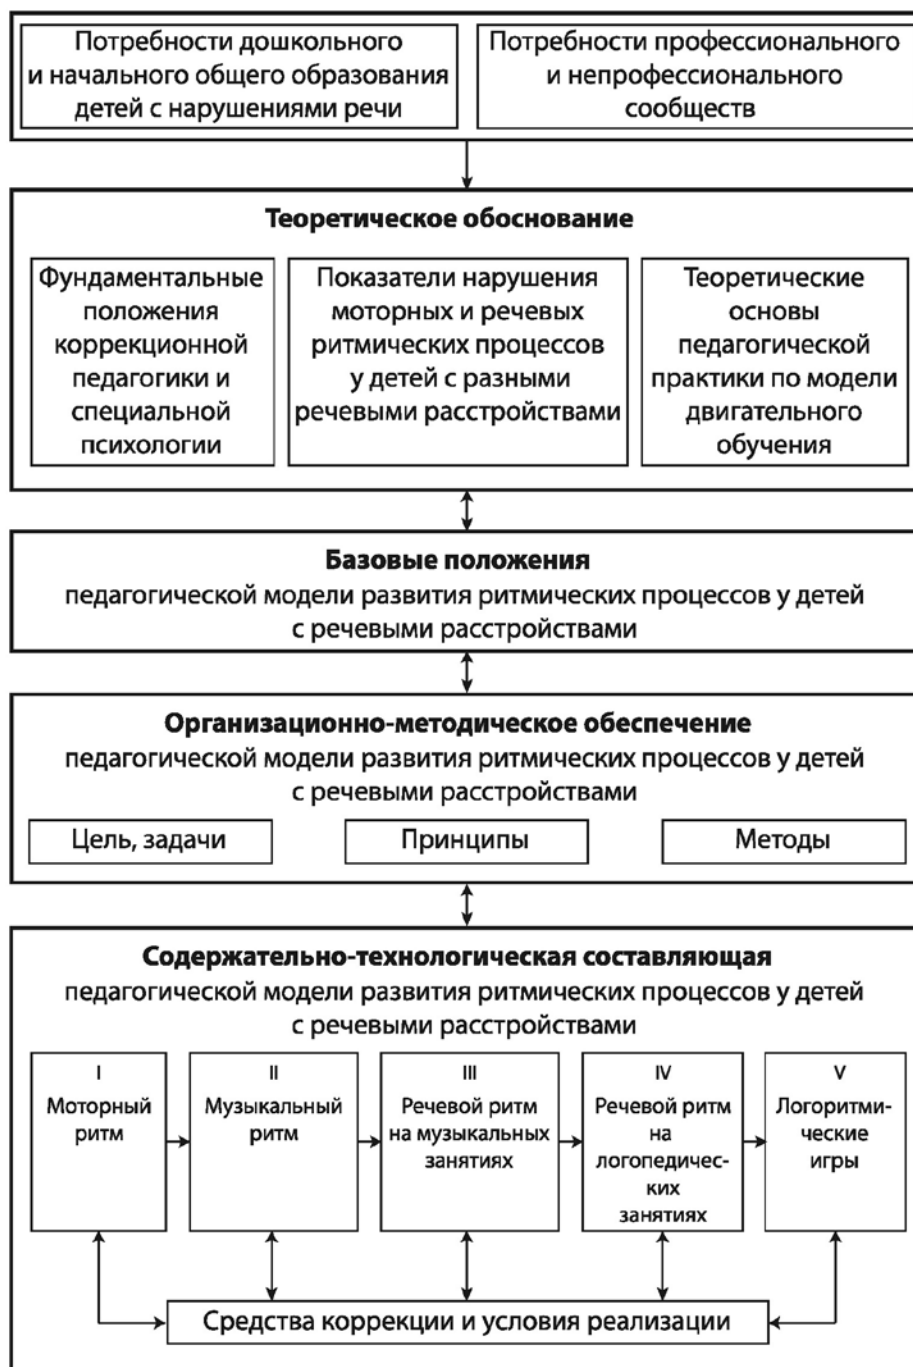 Потребности дошкольного
и начального общего образования
детей с нарушениями речи
Потребности профессионального
и непрофессионального
сообществ
Теоретическое обоснование
Фундаментальные
положения
коррекционной
педагогики и
специальной
психологии
Показатели нарушения
моторных и речевых
ритмических процессов
у детей с разными
речевыми расстройствами
Теоретические
основы
педагогической
практики по модели
двигательного
обучения
Базовые положения
педагогической модели развития ритмических процессов у детей
с речевыми расстройствами
Организационно-методическое обеспечение
педагогической модели развития ритмических процессов у детей
с речевыми расстройствами
Цель, задачи
Принципы
Методы
Содержательно-технологическая составляющая
педагогической модели развития ритмических процессов у детей
с речевыми расстройствами
I
Моторный
ритм
II
Музыкальный
ритм
III
Речевой ритм
на музыкальных
занятиях
IV
Речевой ритм
на
логопедичес-
ких
занятиях
V
Логоритми-
ческие
игры
Средства коррекции и условия реализации